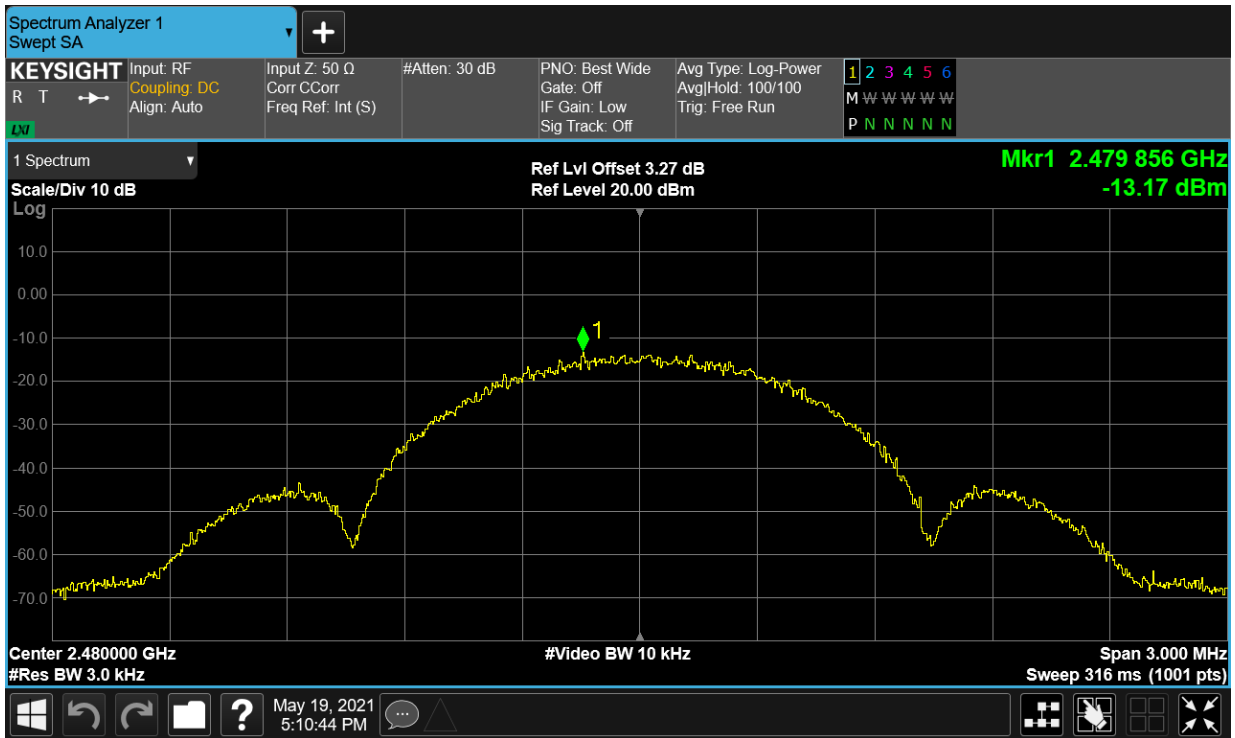 Spectrum Analyzer 1
Swept SA
KEYSIGHT
R T
LXI
Input: RF
Coupling: DC
Align: Auto
Input Z: 50 Ω
Corr CCorr
Freq Ref: Int (S)
#Atten: 30 dB
PNO: Best Wide
Gate: Off
IF Gain: Low
Sig Track: Off
Avg Type: Log-Power
Avg|Hold: 100/100
Trig: Free Run
1 2 3 4 5 6
M W W W W W
P N N N N N
1 Spectrum
Scale/Div 10 dB
Log
Ref Lvl Offset 3.27 dB
Ref Level 20.00 dBm
Mkr1 2.479 856 GHz
-13.17 dBm
10.0
0.00
-10.0
1
-20.0
-30.0
-40.0
-50.0
-60.0
-70.0
Center 2.480000 GHz
#Res BW 3.0 kHz
#Video BW 10 kHz
Span 3.000 MHz
Sweep 316 ms (1001 pts)
?
May 19, 2021
5:10:44 PM